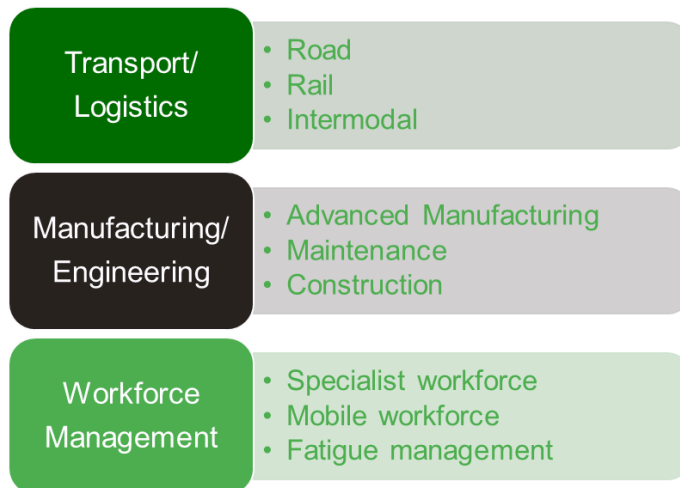 Transport/
Logistics
• Road
• Rail
• Intermodal
Manufacturing/
Engineering
• Advanced Manufacturing
• Maintenance
• Construction
Workforce
Management
• Specialist workforce
• Mobile workforce
• Fatigue management